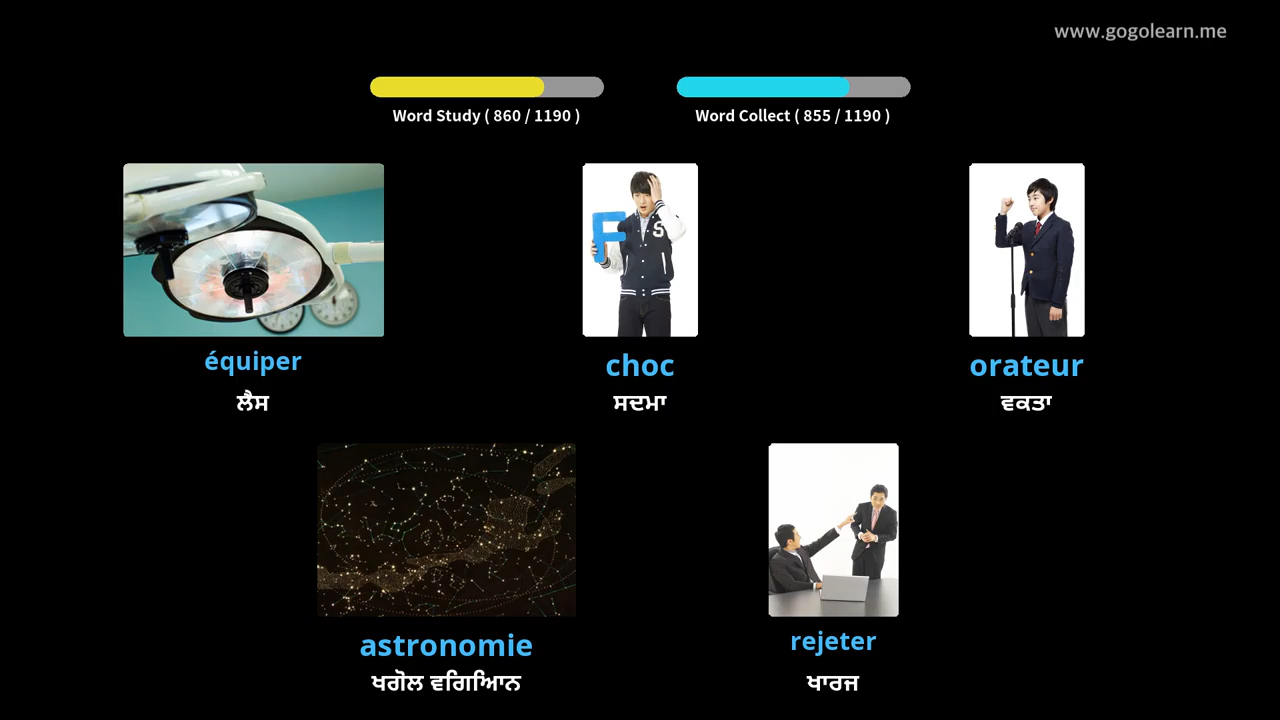 www.gogolearn.me
Word Study ( 860 / 1190 )
Word Collect ( 855 / 1190 )
F
S
équiper
ਲੈਸ
choc
ਸਦਮਾ
orateur
ਵਕਤਾ
astronomie
ਖਗੋਲ ਵਿਗਿਆਨ
rejeter
ਖਾਰਜ